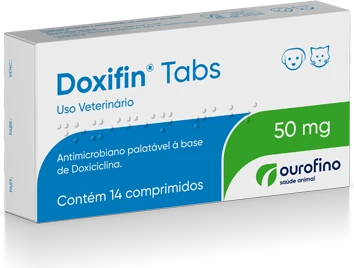 Doxifin® Tabs
Uso Veterinário
50 mg
Antimicrobiano palatável à base
de Doxiciclina.
Contém 14 comprimidos
ourofino
saúde animal